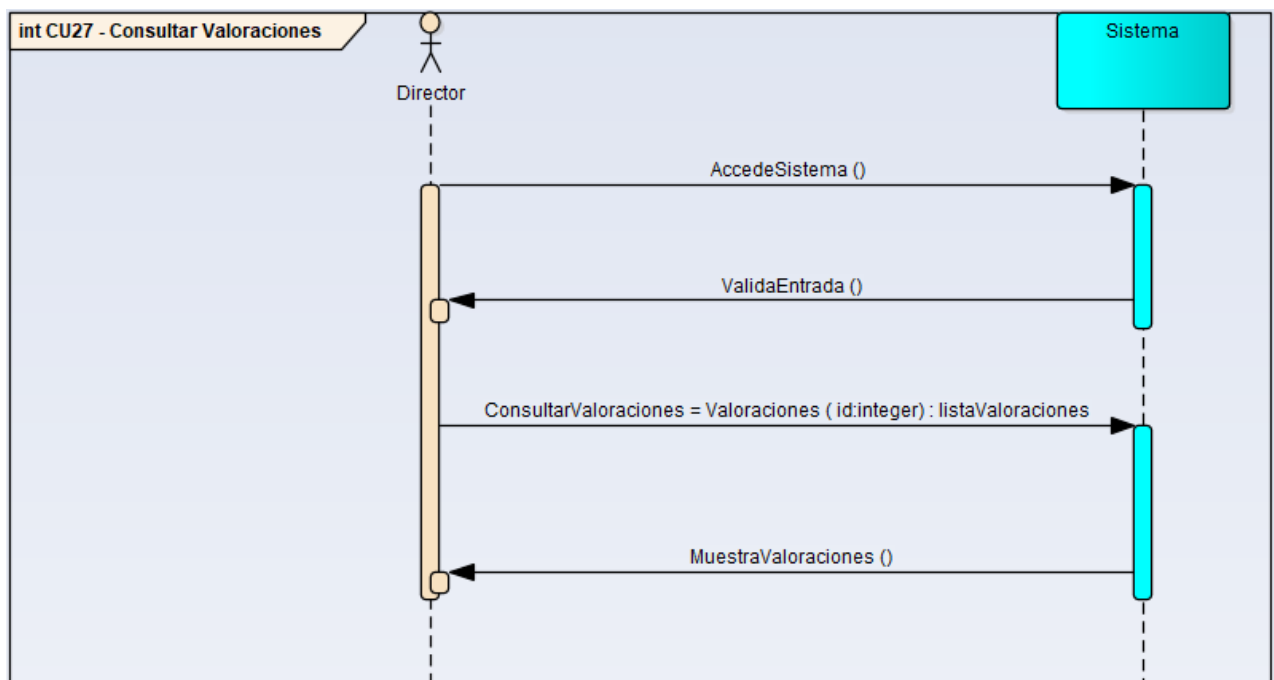 int CU27 - Consultar Valoraciones
Director
Sistema
AccedeSistema ()
ValidaEntrada ()
ConsultarValoraciones = Valoraciones ( id:integer) : listaValoraciones
MuestraValoraciones ()